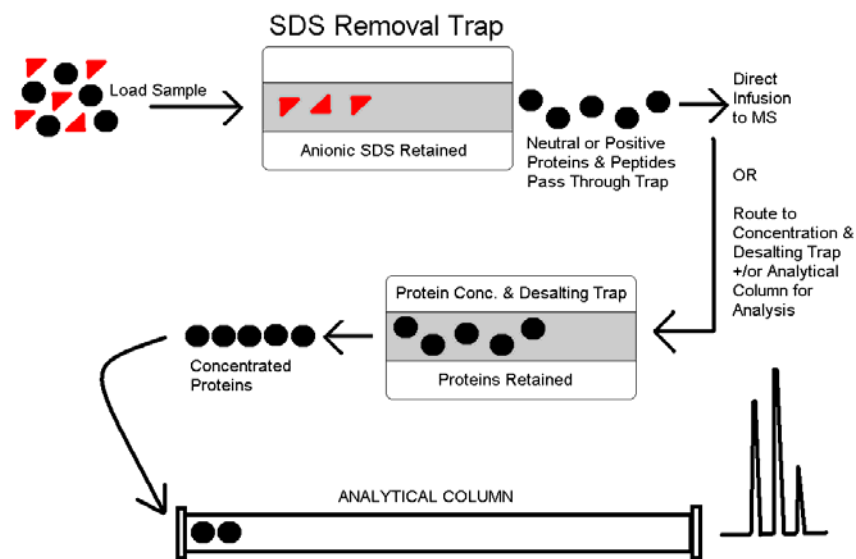 SDS Removal Trap
Load Sample
Anionic SDS Retained
Neutral or Positive
Proteins & Peptides
Pass Through Trap
Direct
Infusion
to MS
OR
Route to
Concentration &
Desalting Trap
+/or Analytical
Column for
Analysis
Protein Conc. & Desalting Trap
Proteins Retained
Concentrated
Proteins
ANALYTICAL COLUMN